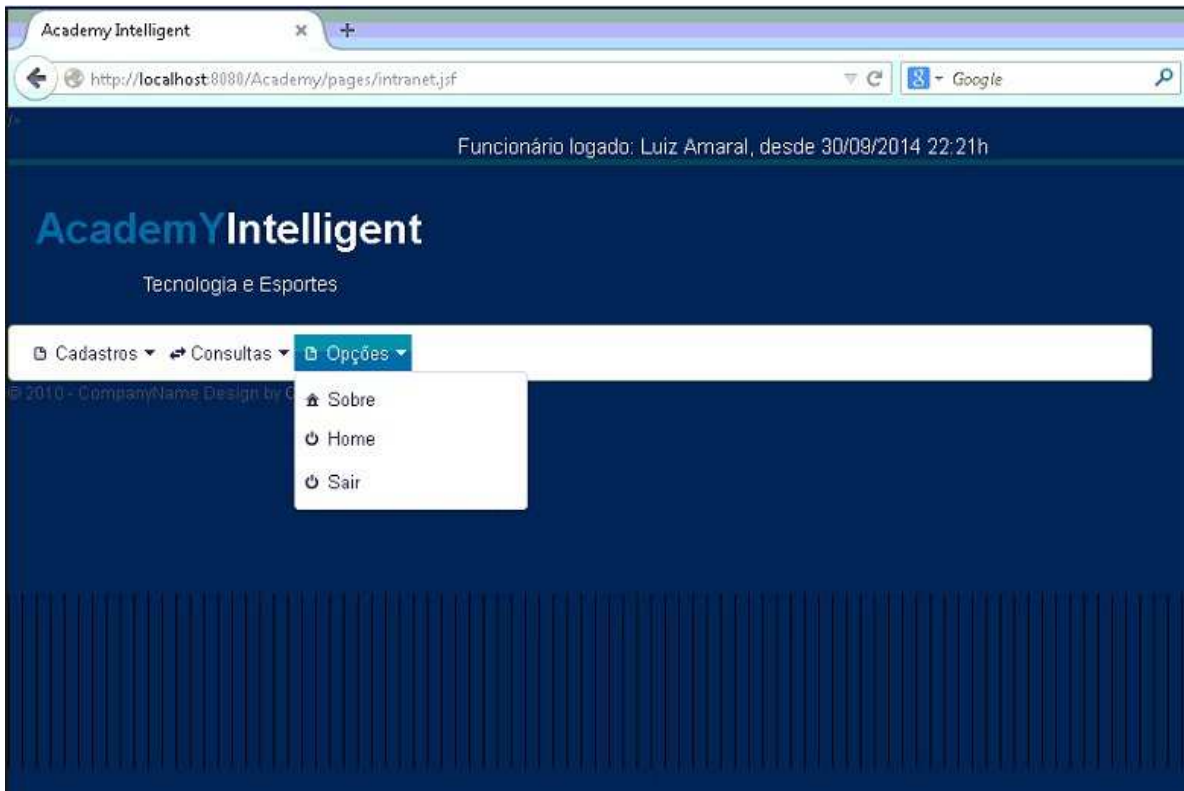 Academy Intelligent × +
http://localhost:8080/Academy/pages/intranet.jsf Google
/>
Funcionário logado: Luiz Amaral, desde 30/09/2014 22:21h
AcademYIntelligent
Tecnologia e Esportes
Cadastros Consultas Opções
© 2010 - CompanyName Design by
Sobre
Home
Sair